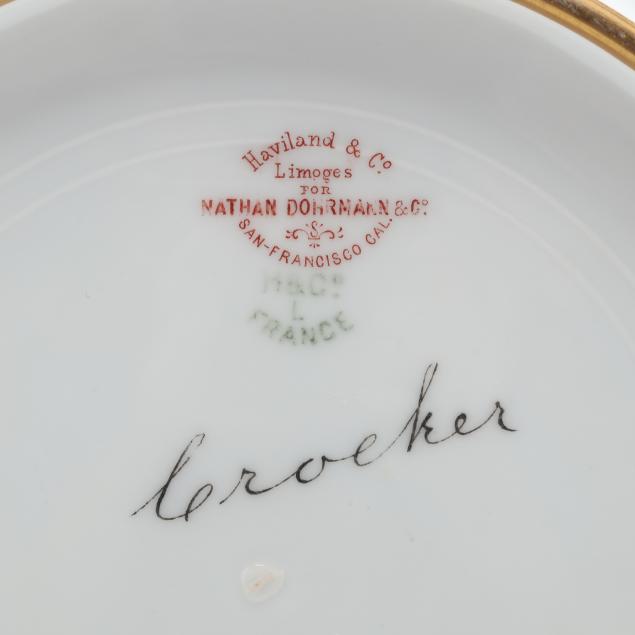 Haviland & Co
Limoges
FOR
NATHAN DOHRMANN & Co.
SAN-FRANCISCO CAL.
H & Co
L
FRANCE
Crocker